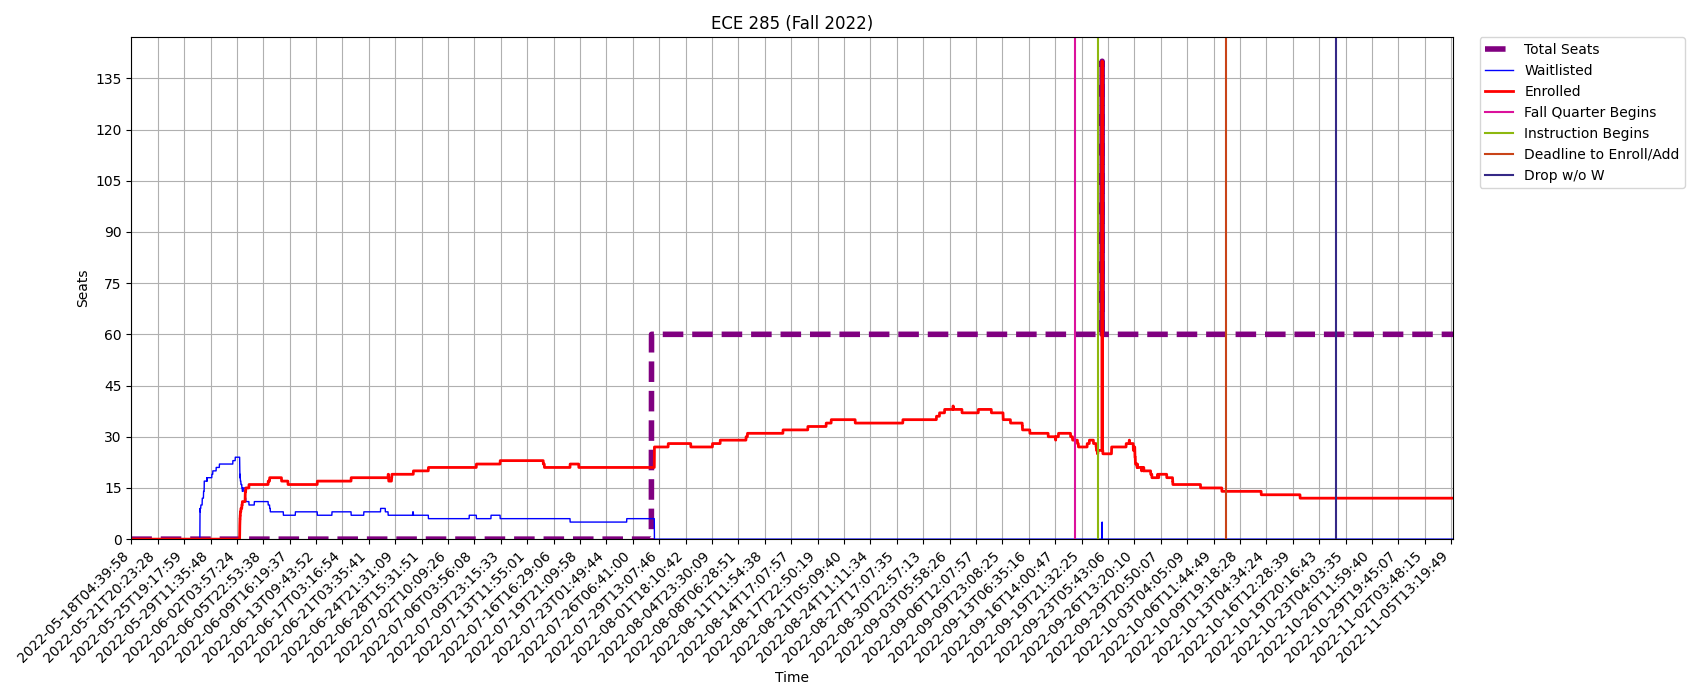 ECE 285 (Fall 2022)
Total Seats
Waitlisted
Enrolled
Fall Quarter Begins
Instruction Begins
Deadline to Enroll/Add
Drop w/o W
135
120
105
90
75
60
45
30
15
0
Seats
2022-05-18T04:39:58
2022-05-21T20:23:28
2022-05-25T19:17:59
2022-05-29T11:35:48
2022-06-02T03:57:24
2022-06-05T22:53:38
2022-06-09T16:19:37
2022-06-13T09:43:52
2022-06-17T03:16:54
2022-06-21T03:35:41
2022-06-24T21:31:09
2022-06-28T15:31:51
2022-07-02T10:09:26
2022-07-06T03:56:08
2022-07-09T23:15:33
2022-07-13T11:55:01
2022-07-16T16:29:06
2022-07-19T21:09:58
2022-07-23T01:49:44
2022-07-26T06:41:00
2022-07-29T13:07:46
2022-08-01T18:10:42
2022-08-04T23:30:09
2022-08-08T06:28:51
2022-08-11T11:54:38
2022-08-14T17:07:57
2022-08-17T22:50:19
2022-08-21T05:09:40
2022-08-24T11:11:34
2022-08-27T17:07:35
2022-08-30T22:57:13
2022-09-03T05:58:26
2022-09-06T12:07:57
2022-09-09T23:08:25
2022-09-13T06:35:16
2022-09-16T14:00:47
2022-09-19T21:32:25
2022-09-23T05:43:06
2022-09-26T13:20:10
2022-09-29T20:50:07
2022-10-03T04:05:09
2022-10-06T11:44:49
2022-10-09T19:18:28
2022-10-13T04:34:24
2022-10-16T12:28:39
2022-10-19T20:16:43
2022-10-23T04:03:35
2022-10-26T11:59:40
2022-10-29T19:45:07
2022-11-02T03:48:15
2022-11-05T13:19:49
Time